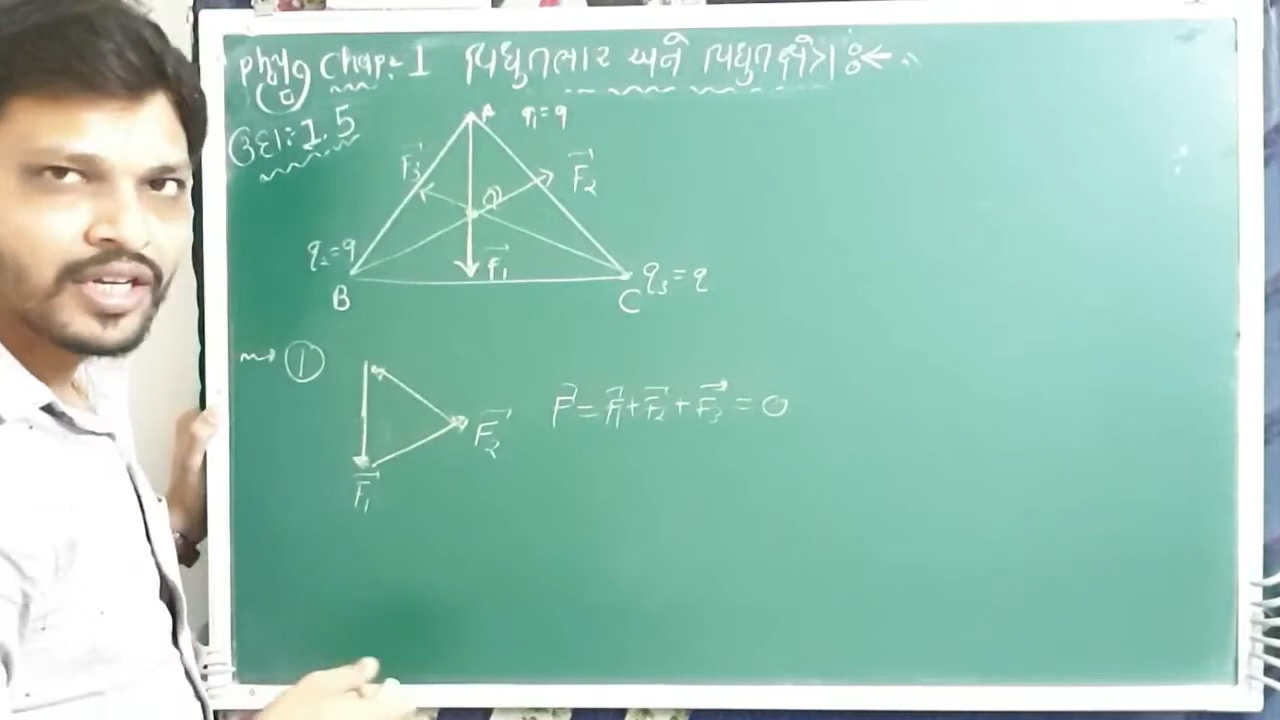 phy Chap:- 1 વિદ્યુતભાર અને વિદ્યુતક્ષેત્રો
ઉદા: 1.5
A q₁=q
F₃ F₂
O
q₂=q F₁ q₃=q
B C
①
F₂ F = F₁ + F₂ + F₃ = 0
F₁